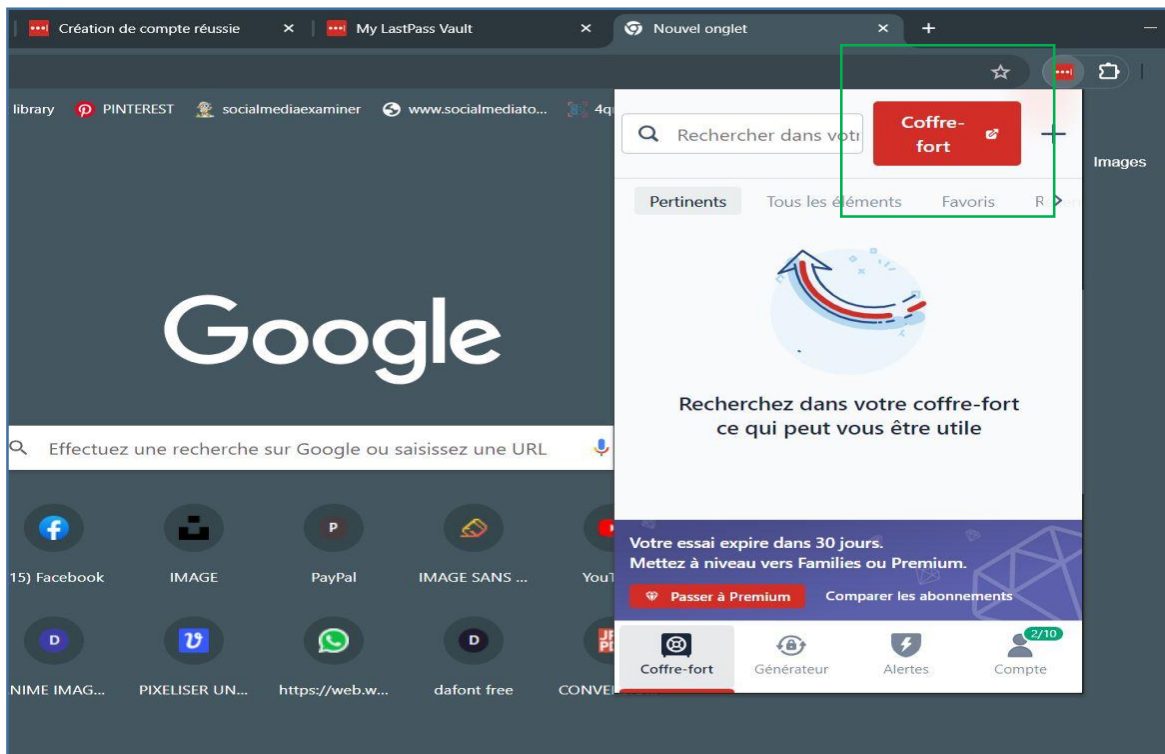 Création de compte réussie
My LastPass Vault
Nouvel onglet
library
PINTEREST
socialmediaexaminer
www.socialmediato...
Rechercher dans
Coffre-
fort
Images
Pertinents
Tous les éléments
Favoris
Google
Recherchez dans votre coffre-fort
ce qui peut vous être utile
Effectuez une recherche sur Google ou saisissez une URL
Votre essai expire dans 30 jours.
Mettez à niveau vers Families ou Premium.
Passer à Premium
Comparer les abonnements
15) Facebook
IMAGE
P
PayPal
IMAGE SANS ...
2/10
Coffre-fort
Générateur
Alertes
Compte
D
D
NIME IMAG...
PIXELISER UN...
https://web.w...
dafont free